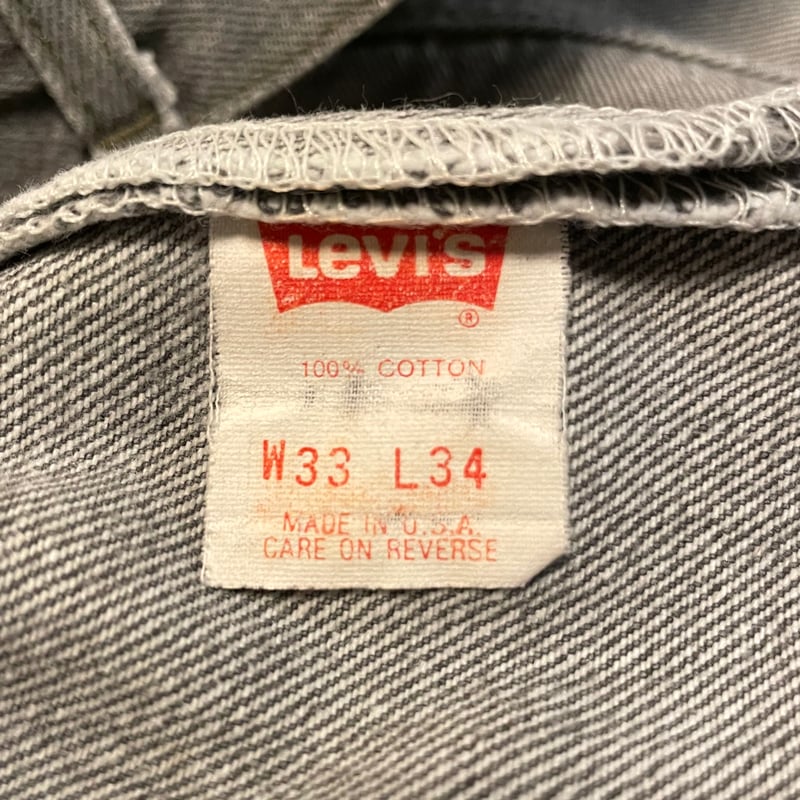 Levi's
®
100% COTTON
W33 L34
MADE IN U.S.A.
CARE ON REVERSE